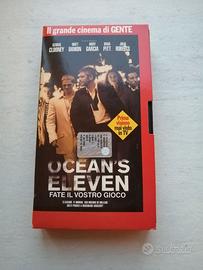 Il grande cinema di GENTE
GEORGE MATT ANDY BRAD JULIA
CLOONEY DAMON GARCIA PITT ROBERTS
Prima
visione
mai visto
in TV
OCEAN'S
ELEVEN
FATE IL VOSTRO GIOCO
subito